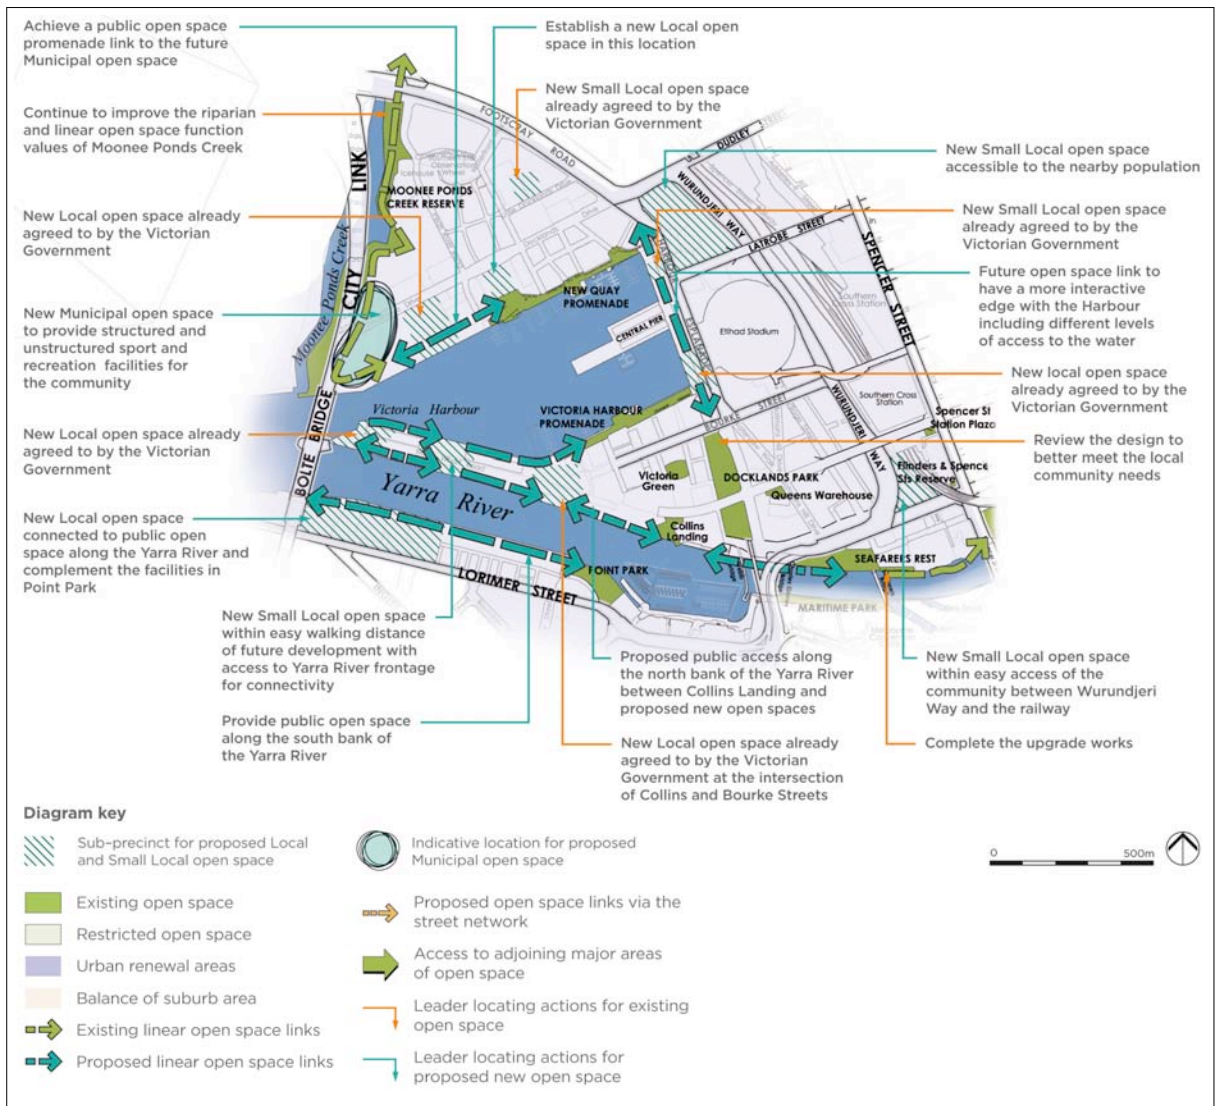 Achieve a public open space
promenade link to the future
Municipal open space
Establish a new Local open
space in this location
New Small Local open space
already agreed to by the
Victorian Government
Continue to improve the riparian
and linear open space function
values of Moonee Ponds Creek
New Small Local open space
accessible to the nearby population
New Local open space already
agreed to by the Victorian
Government
New Small Local open space
already agreed to by the
Victorian Government
Future open space link to
have a more interactive
edge with the Harbour
including different levels
of access to the water
New Municipal open space
to provide structured and
unstructured sport and
recreation facilities for
the community
New local open space
already agreed to by the
Victorian Government
New Local open space already
agreed to by the Victorian
Government
Review the design to
better meet the local
community needs
New Local open space
connected to public open
space along the Yarra River and
complement the facilities in
Point Park
New Small Local open space
within easy walking distance
of future development with
access to Yarra River frontage
for connectivity
Provide public open space
along the south bank of
the Yarra River
Proposed public access along
the north bank of the Yarra River
between Collins Landing and
proposed new open spaces
New Local open space already
agreed to by the Victorian
Government at the intersection
of Collins and Bourke Streets
New Small Local open space
within easy access of the
community between Wurundjeri
Way and the railway
Complete the upgrade works
FOOTSCRAY
ROAD
DUDLEY
STREET
WURUNDJERI WAY
LATROBE STREET
SPENCER STREET
CITY LINK
Moonee Ponds Creek
MOONEE PONDS
CREEK RESERVE
NEW QUAY
PROMENADE
CENTRAL PIER
HARBOUR
ESPLANADE
Etihad Stadium
Southern
Cross Station
Southern Cross
Station
Spencer St
Station Plaza
BOURKE STREET
WURUNDJERI WAY
Victoria Harbour
VICTORIA HARBOUR
PROMENADE
BOLTE BRIDGE
Yarra River
Victoria
Green
DOCKLANDS PARK
Queens Warehouse
Flinders & Spence
Sts Reserve
Collins
Landing
SEAFARERS REST
POINT PARK
LORIMER STREET
MARITIME PARK
Diagram key
Sub-precinct for proposed Local
and Small Local open space
Existing open space
Restricted open space
Urban renewal areas
Balance of suburb area
Existing linear open space links
Proposed linear open space links
Indicative location for proposed
Municipal open space
Proposed open space links via the
street network
Access to adjoining major areas
of open space
Leader locating actions for existing
open space
Leader locating actions for
proposed new open space
0
500m